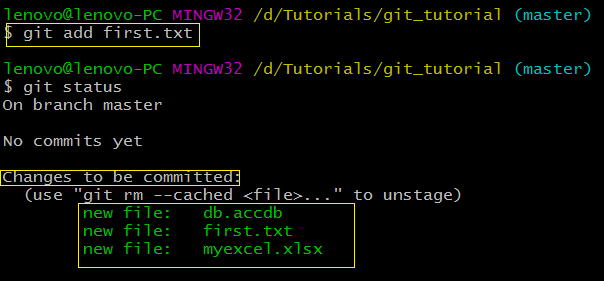 lenovo@lenovo-PC MINGW32 /d/Tutorials/git_tutorial (master)
$ git add first.txt
lenovo@lenovo-PC MINGW32 /d/Tutorials/git_tutorial (master)
$ git status
On branch master
No commits yet
Changes to be committed:
(use "git rm --cached <file>..." to unstage)
new file:   db.accdb
new file:   first.txt
new file:   myexcel.xlsx